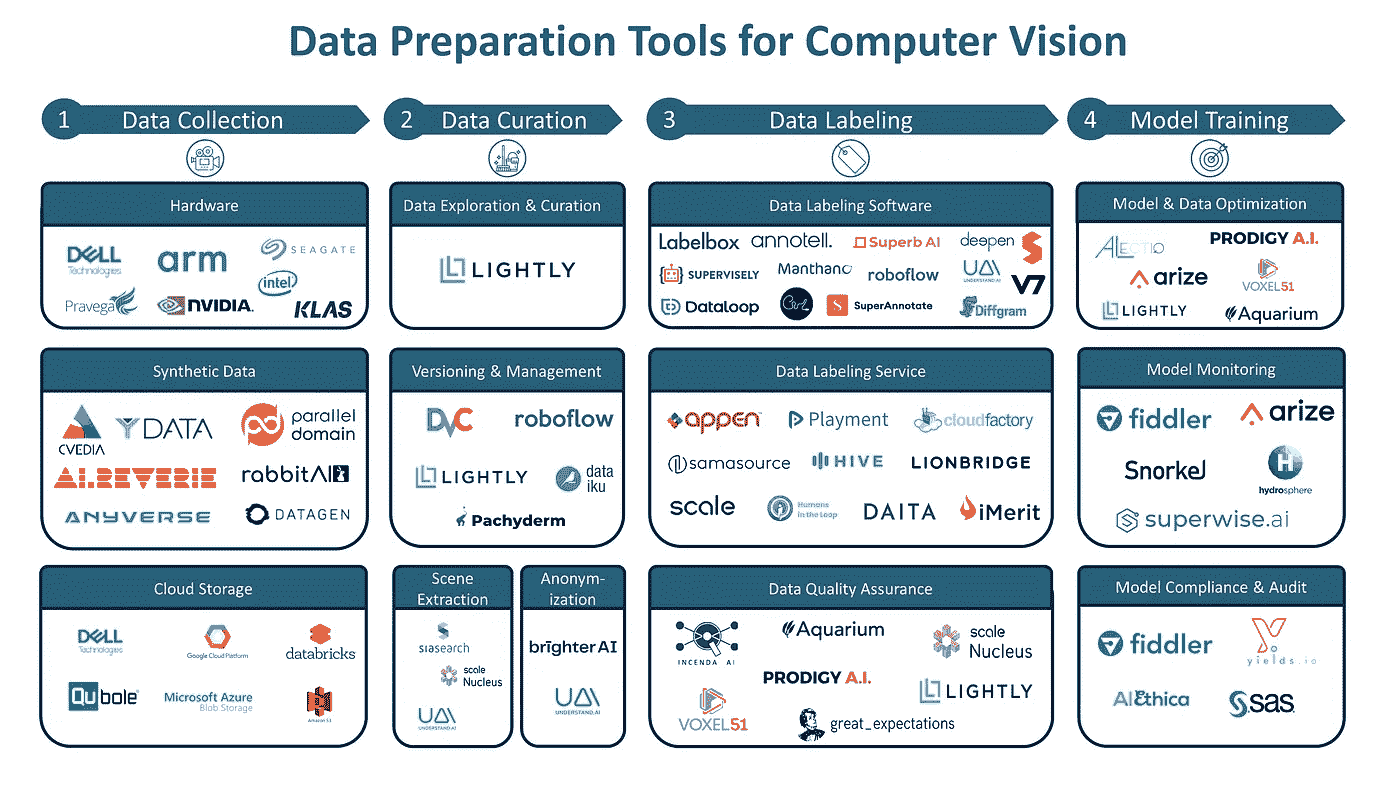 Data Preparation Tools for Computer Vision
1 Data Collection
2 Data Curation
3 Data Labeling
4 Model Training
Hardware
DELL
Technologies
arm
SEAGATE
intel
Pravega
NVIDIA.
KLAS
Synthetic Data
CVEDIA
YDATA
parallel
domain
AI.REVERIE
rabbitAI
ANYVERSE
DATAGEN
Cloud Storage
DELL
Technologies
Google Cloud Platform
databricks
Qubole
Microsoft Azure
Blob Storage
Amazon S3
Data Exploration & Curation
LIGHTLY
Versioning & Management
DVC
roboflow
LIGHTLY
data
iku
Pachyderm
Scene
Extraction
siasearch
scale
Nucleus
UAI
UNDERSTAND.AI
Anonym-
ization
brighterAI
UAI
UNDERSTAND.AI
Data Labeling Software
Labelbox
annotell.
Superb AI
deepen
SUPERVISELY
Manthano
roboflow
UAI
UNDERSTAND.AI
V7
DataLoop
SuperAnnotate
Diffgram
Data Labeling Service
appen
Playment
cloudfactory
samasource
HIVE
LIONBRIDGE
scale
Humans
in the Loop
DAITA
iMerit
Data Quality Assurance
INCENDA AI
Aquarium
scale
Nucleus
PRODIGY A.I.
LIGHTLY
VOXEL51
great_expectations
Model & Data Optimization
ALECTIO
PRODIGY A.I.
arize
VOXEL51
LIGHTLY
Aquarium
Model Monitoring
fiddler
arize
Snorkel
H
hydrosphere
superwise.ai
Model Compliance & Audit
fiddler
yields.io
AIEthica
sas